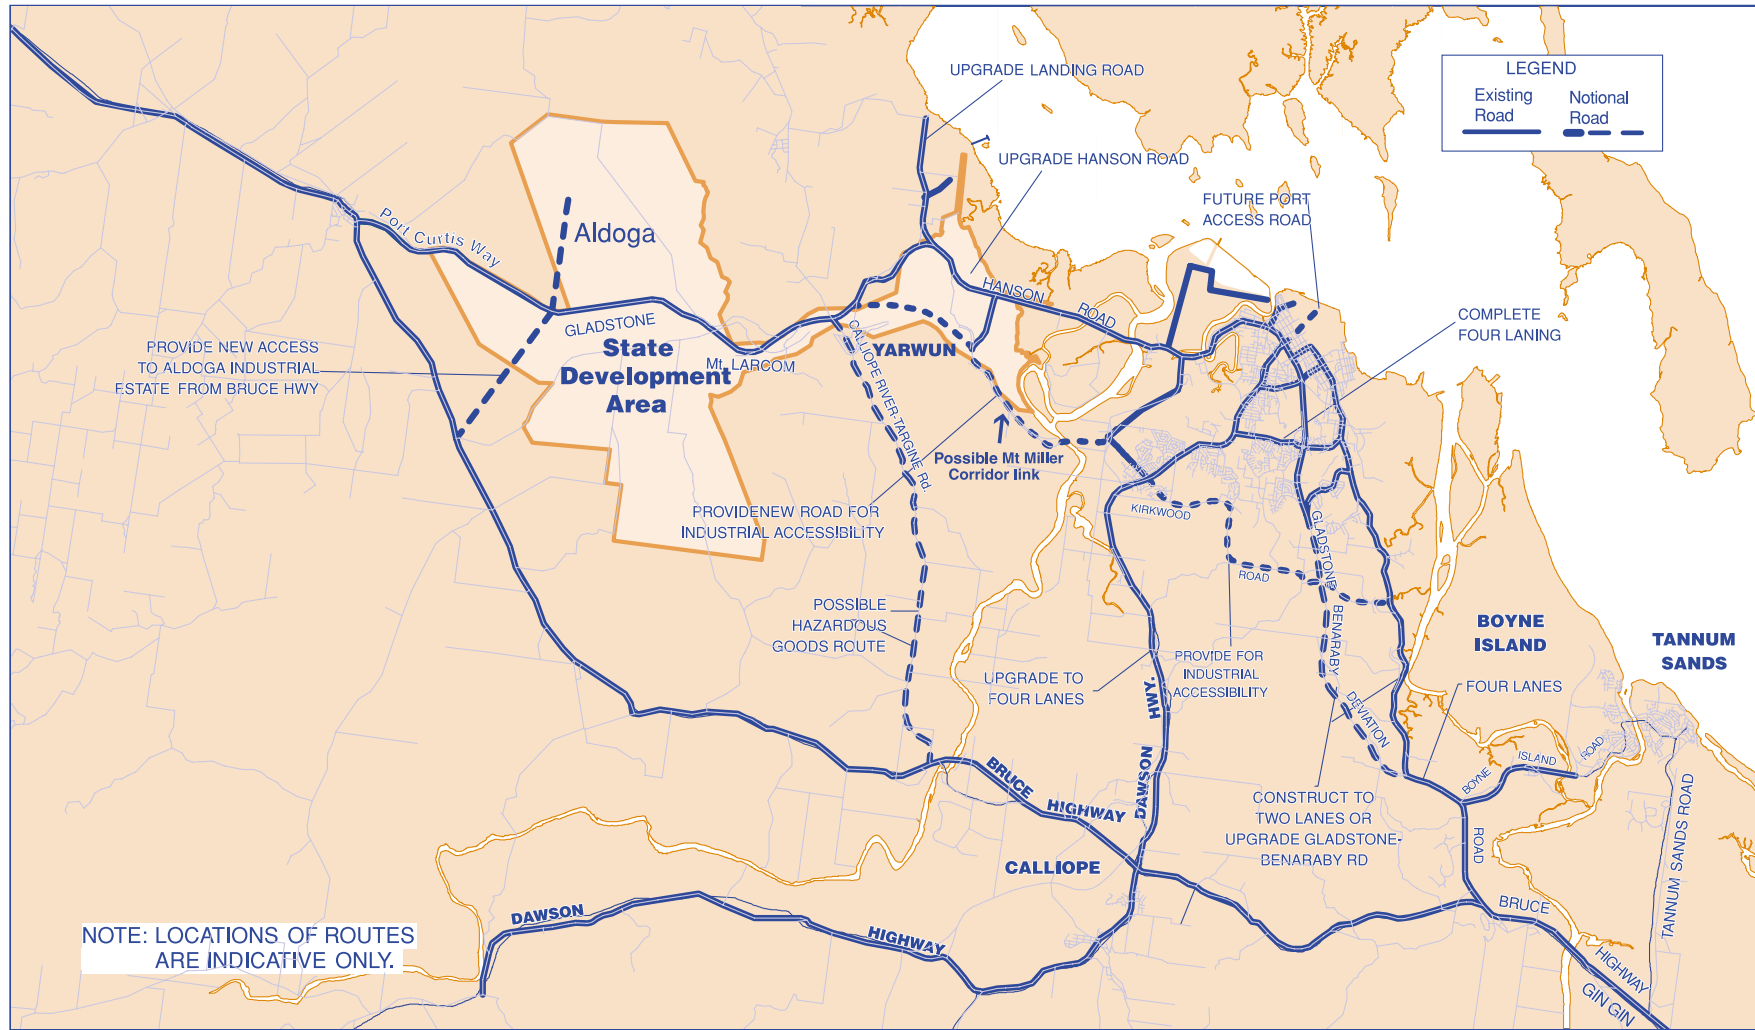 UPGRADE LANDING ROAD
LEGEND
Existing
Road
Notional
Road
UPGRADE HANSON ROAD
FUTURE PORT
ACCESS ROAD
Port Curtis Way
Aldoga
HANSON
ROAD
GLADSTONE
COMPLETE
FOUR LANING
PROVIDE NEW ACCESS
TO ALDOGA INDUSTRIAL
ESTATE FROM BRUCE HWY
State
Development
Area
Mt. LARCOM
YARWUN
CALLIOPE RIVER-TARGINE Rd.
Possible Mt Miller
Corridor link
PROVIDENEW ROAD FOR
INDUSTRIAL ACCESSIBILITY
KIRKWOOD
ROAD
GLADSTONE
BENARABY
DEVIATION
POSSIBLE
HAZARDOUS
GOODS ROUTE
UPGRADE TO
FOUR LANES
PROVIDE FOR
INDUSTRIAL
ACCESSIBILITY
BOYNE
ISLAND
TANNUM
SANDS
FOUR LANES
DAWSON
HWY.
BRUCE
HIGHWAY
BOYNE
ISLAND
ROAD
CONSTRUCT TO
TWO LANES OR
UPGRADE GLADSTONE-
BENARABY RD
ROAD
TANNUM SANDS ROAD
CALLIOPE
DAWSON
HIGHWAY
BRUCE
HIGHWAY
GIN GIN
NOTE: LOCATIONS OF ROUTES
ARE INDICATIVE ONLY.